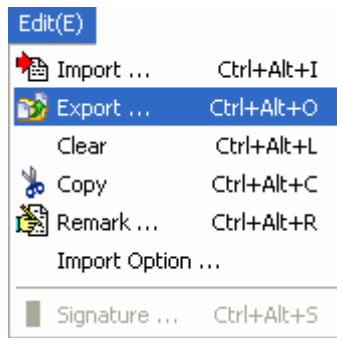 Edit(E)
Import ... Ctrl+Alt+I
Export ... Ctrl+Alt+O
Clear Ctrl+Alt+L
Copy Ctrl+Alt+C
Remark ... Ctrl+Alt+R
Import Option ...
Signature ... Ctrl+Alt+S